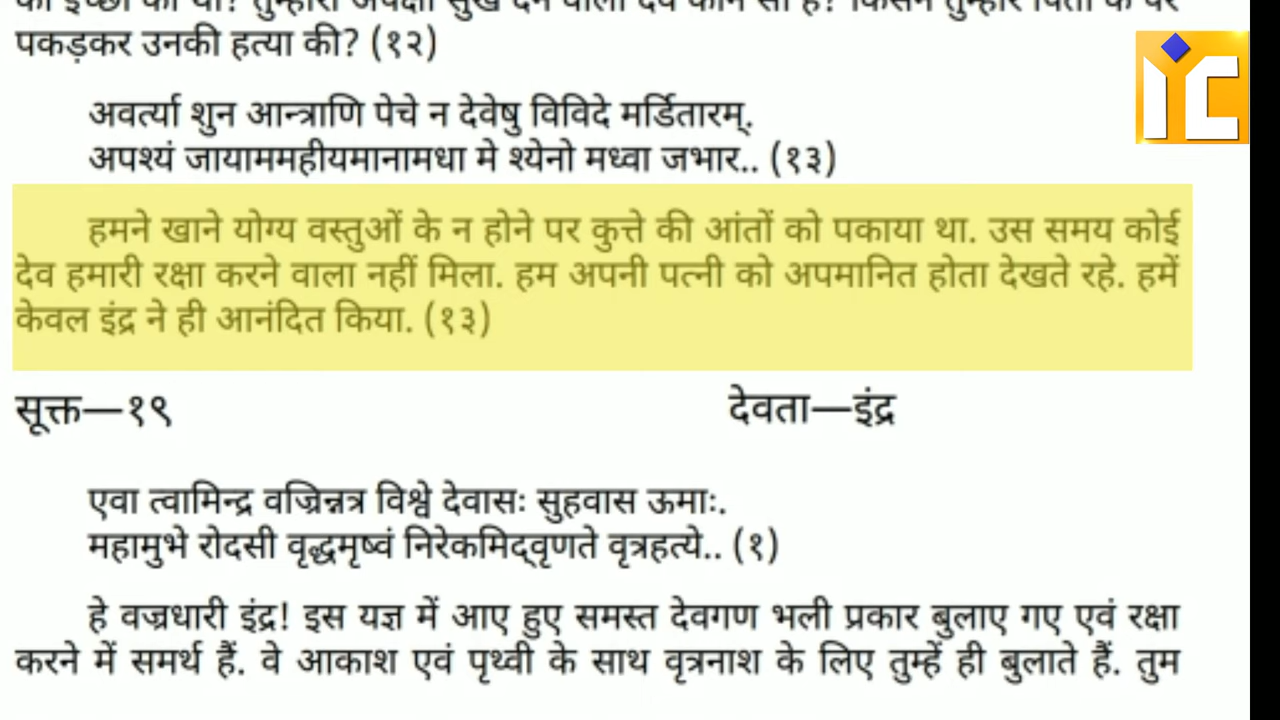 की इच्छा की थी? तुम्हारी अपेक्षा सुख देने वाला देव कौन सा है? किसने तुम्हारे पिता के पैर
पकड़कर उनकी हत्या की? (१२)
अवर्त्या शुन आन्त्राणि पेचे न देवेषु विविदे मर्डितारम्.
अपश्यं जायाममहीयमानामधा मे श्येनो मध्वा जभार.. (१३)
हमने खाने योग्य वस्तुओं के न होने पर कुत्ते की आंतों को पकाया था. उस समय कोई
देव हमारी रक्षा करने वाला नहीं मिला. हम अपनी पत्नी को अपमानित होता देखते रहे. हमें
केवल इंद्र ने ही आनंदित किया. (१३)
सूक्त—१९ देवता—इंद्र
एवा त्वामिन्द्र वज्रिन्नत्र विश्वे देवासः सुहवास ऊमाः.
महामुभे रोदसी वृद्धमृष्वं निरेकमिद्वृणते वृत्रहत्ये.. (१)
हे वज्रधारी इंद्र! इस यज्ञ में आए हुए समस्त देवगण भली प्रकार बुलाए गए एवं रक्षा
करने में समर्थ हैं. वे आकाश एवं पृथ्वी के साथ वृत्रनाश के लिए तुम्हें ही बुलाते हैं. तुम